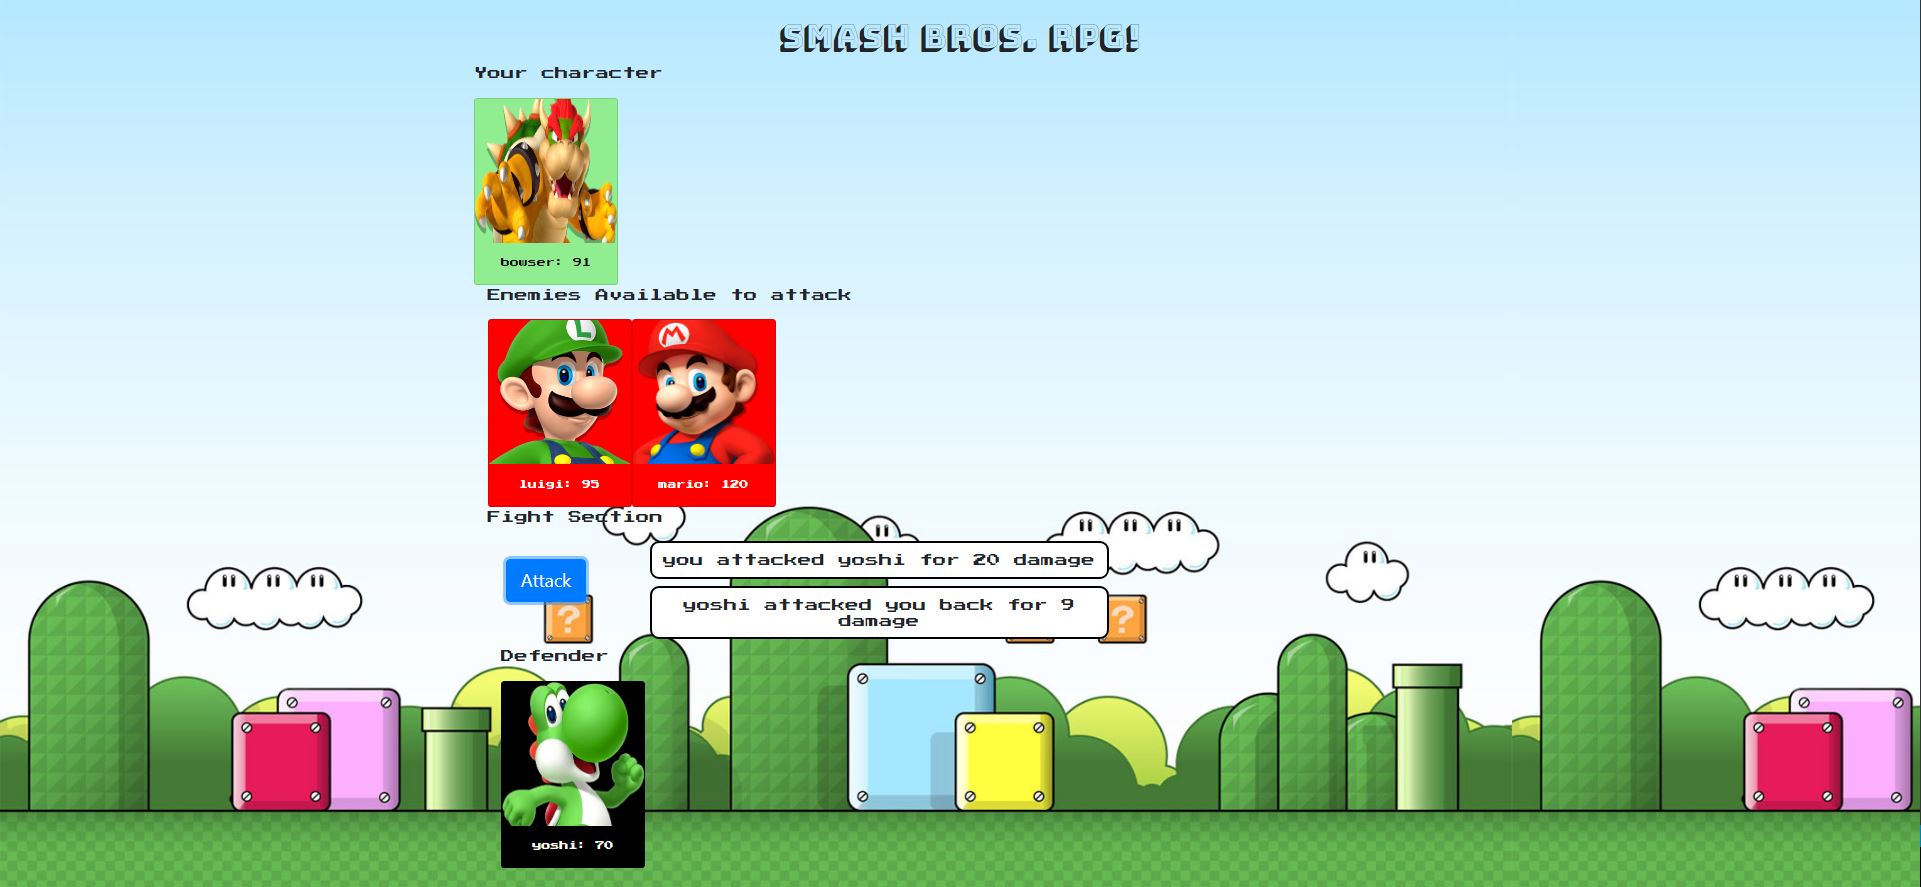 SMASH BROS. RPG!
Your character
bowser: 91
Enemies Available to attack
L
M
luigi: 95
mario: 120
Fight Section
you attacked yoshi for 20 damage
Attack
yoshi attacked you back for 9
damage
?
?
Defender
yoshi: 70